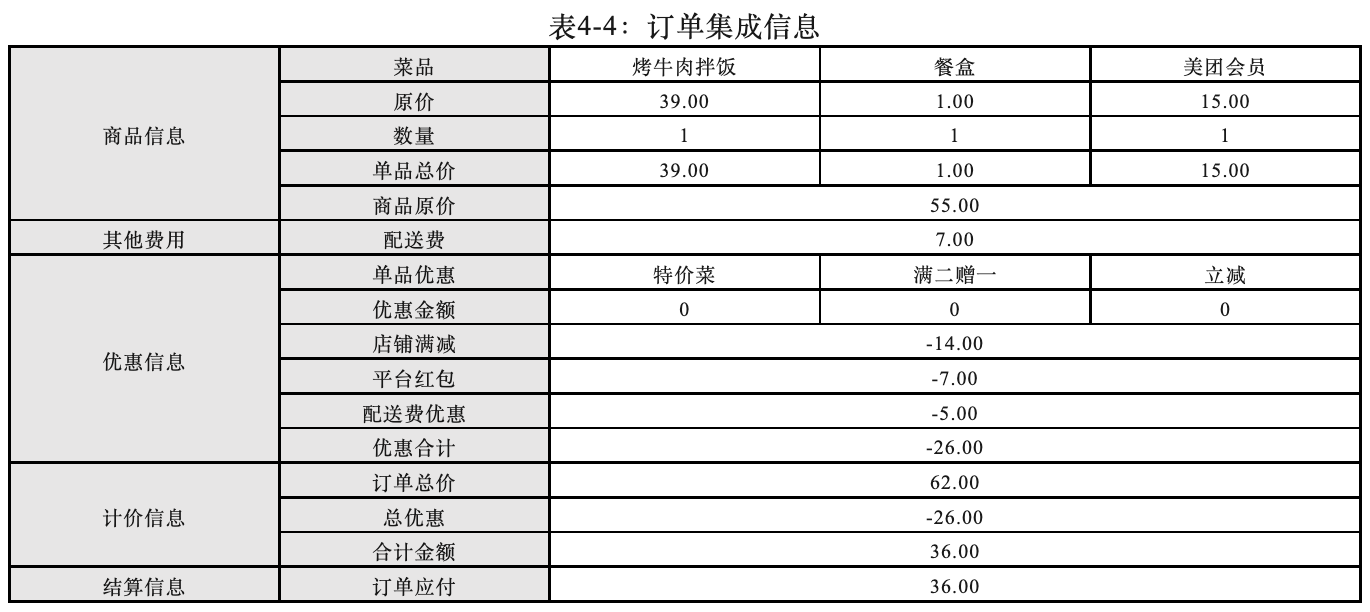 表4-4：订单集成信息
商品信息 菜品 烤牛肉拌饭 餐盒 美团会员
原价 39.00 1.00 15.00
数量 1 1 1
单品总价 39.00 1.00 15.00
商品原价 55.00
其他费用 配送费 7.00
优惠信息 单品优惠 特价菜 满二赠一 立减
优惠金额 0 0 0
店铺满减 -14.00
平台红包 -7.00
配送费优惠 -5.00
优惠合计 -26.00
计价信息 订单总价 62.00
总优惠 -26.00
合计金额 36.00
结算信息 订单应付 36.00